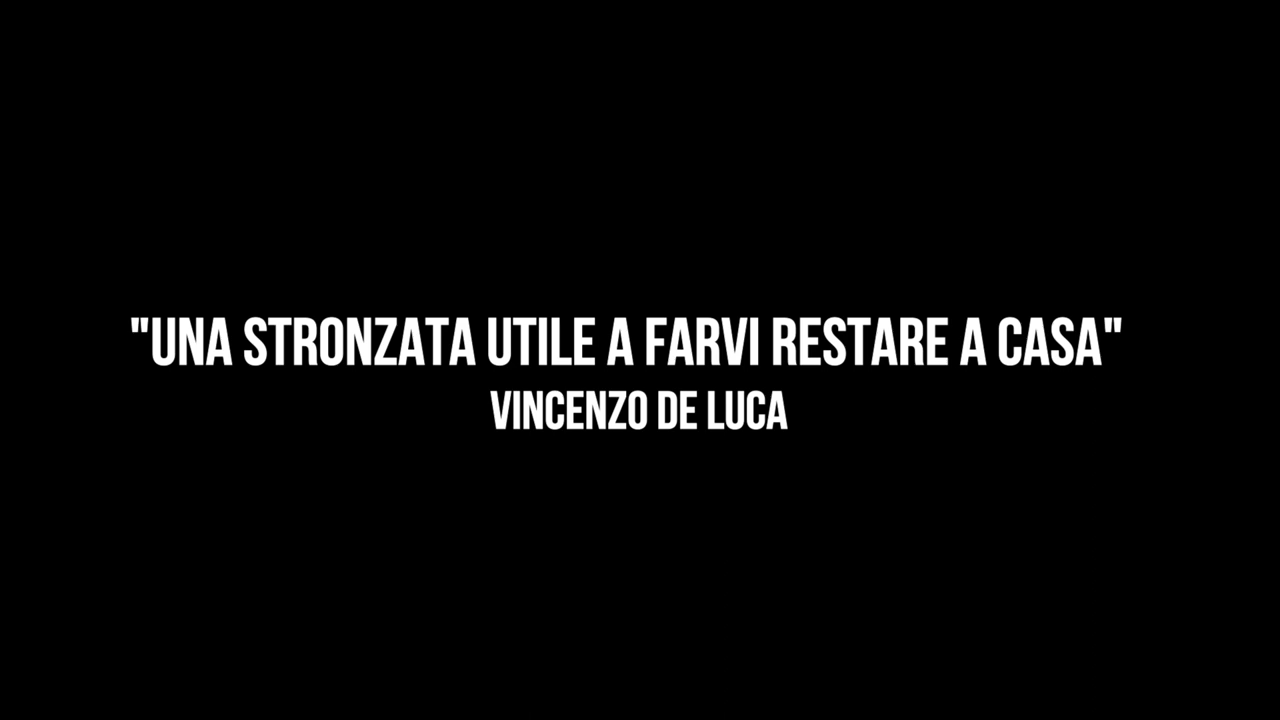 "UNA STRONZATA UTILE A FARVI RESTARE A CASA"
VINCENZO DE LUCA